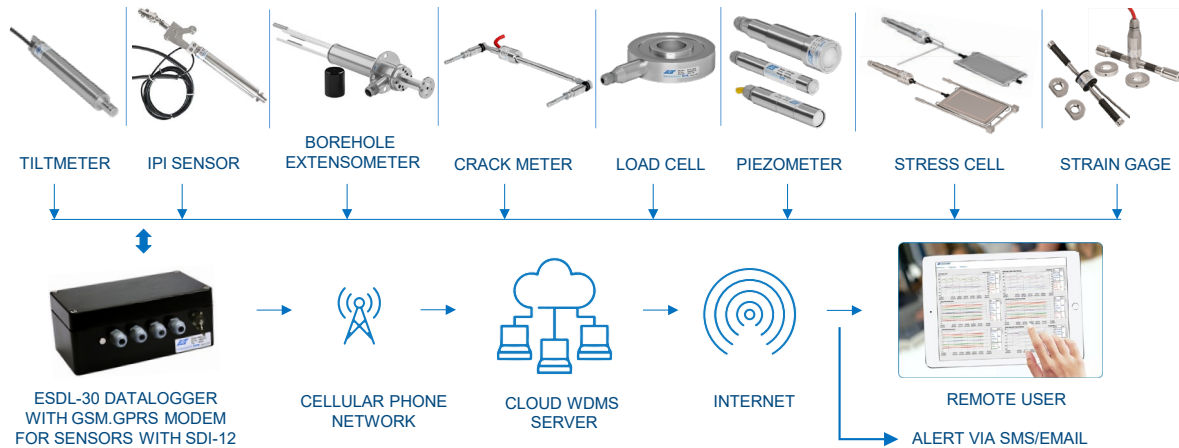 TILTMETER
IPI SENSOR
BOREHOLE
EXTENSOMETER
CRACK METER
LOAD CELL
PIEZOMETER
STRESS CELL
STRAIN GAGE
ESDL-30 DATALOGGER
WITH GSM.GPRS MODEM
FOR SENSORS WITH SDI-12
CELLULAR PHONE
NETWORK
CLOUD WDMS
SERVER
INTERNET
REMOTE USER
ALERT VIA SMS/EMAIL